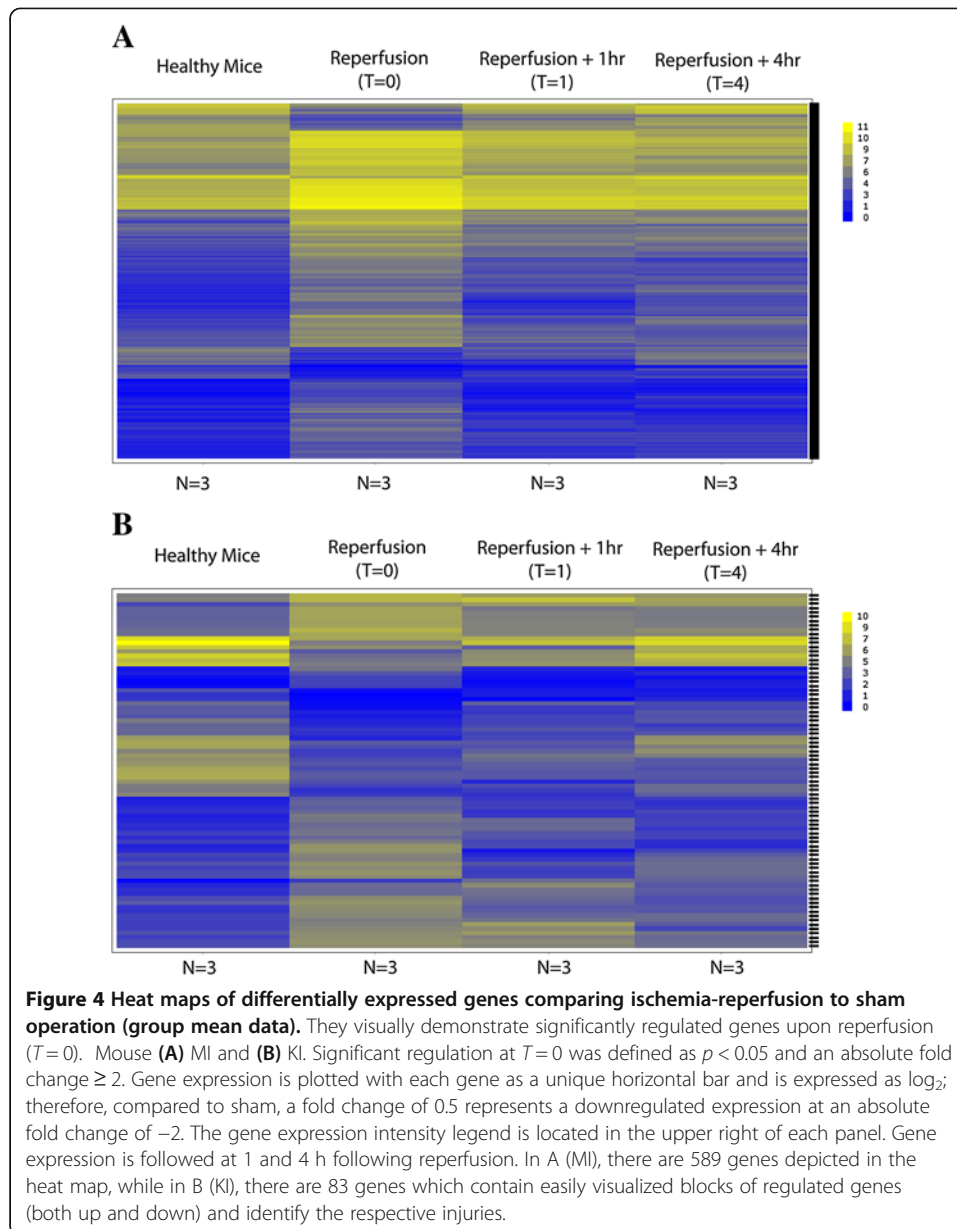 A
Healthy Mice
Reperfusion
(T=0)
Reperfusion + 1hr
(T=1)
Reperfusion + 4hr
(T=4)
11
10
9
7
6
4
3
1
0
N=3
N=3
N=3
N=3
B
Healthy Mice
Reperfusion
(T=0)
Reperfusion + 1hr
(T=1)
Reperfusion + 4hr
(T=4)
10
9
7
6
5
3
2
1
0
N=3
N=3
N=3
N=3
Figure 4 Heat maps of differentially expressed genes comparing ischemia-reperfusion to sham
operation (group mean data). They visually demonstrate significantly regulated genes upon reperfusion
(T = 0). Mouse (A) MI and (B) KI. Significant regulation at T = 0 was defined as p < 0.05 and an absolute fold
change ≥ 2. Gene expression is plotted with each gene as a unique horizontal bar and is expressed as log₂;
therefore, compared to sham, a fold change of 0.5 represents a downregulated expression at an absolute
fold change of −2. The gene expression intensity legend is located in the upper right of each panel. Gene
expression is followed at 1 and 4 h following reperfusion. In A (MI), there are 589 genes depicted in the
heat map, while in B (KI), there are 83 genes which contain easily visualized blocks of regulated genes
(both up and down) and identify the respective injuries.